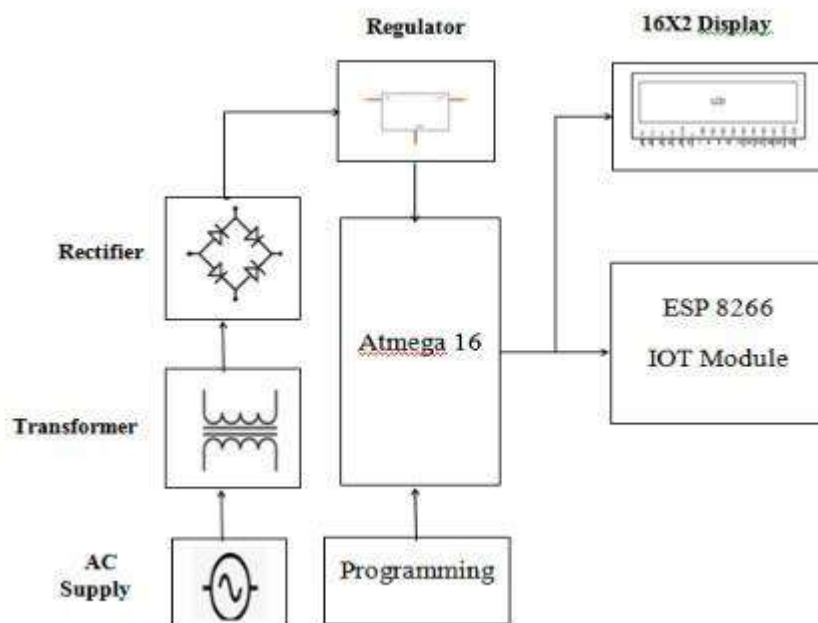 Regulator
16X2 Display
Rectifier
Atmega 16
ESP 8266
IOT Module
Transformer
AC
Supply
Programming